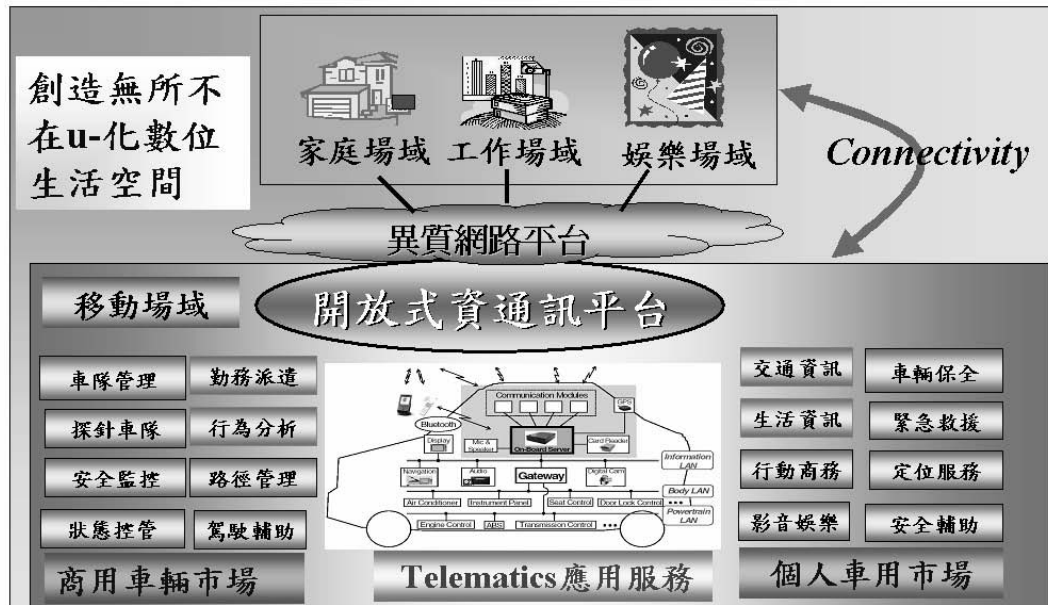 創造無所不
在u-化數位
生活空間
家庭場域
工作場域
娛樂場域
Connectivity
異質網路平台
開放式資通訊平台
移動場域
車隊管理
勤務派遣
探針車隊
行為分析
安全監控
路徑管理
狀態控管
駕駛輔助
商用車輛市場
Communication Modules
GPS
Bluetooth
Display
Mic &
Speaker
On-Board Server
Card Reader
Information
LAN
Navigation
Audio
Gateway
Digital Cam
Body LAN
Air Conditioner
Instrument Panel
Seat Control
Door Lock Control
Powertrain
LAN
Engine Control
ABS
Transmission Control
Telematics應用服務
交通資訊
車輛保全
生活資訊
緊急救援
行動商務
定位服務
影音娛樂
安全輔助
個人車用市場